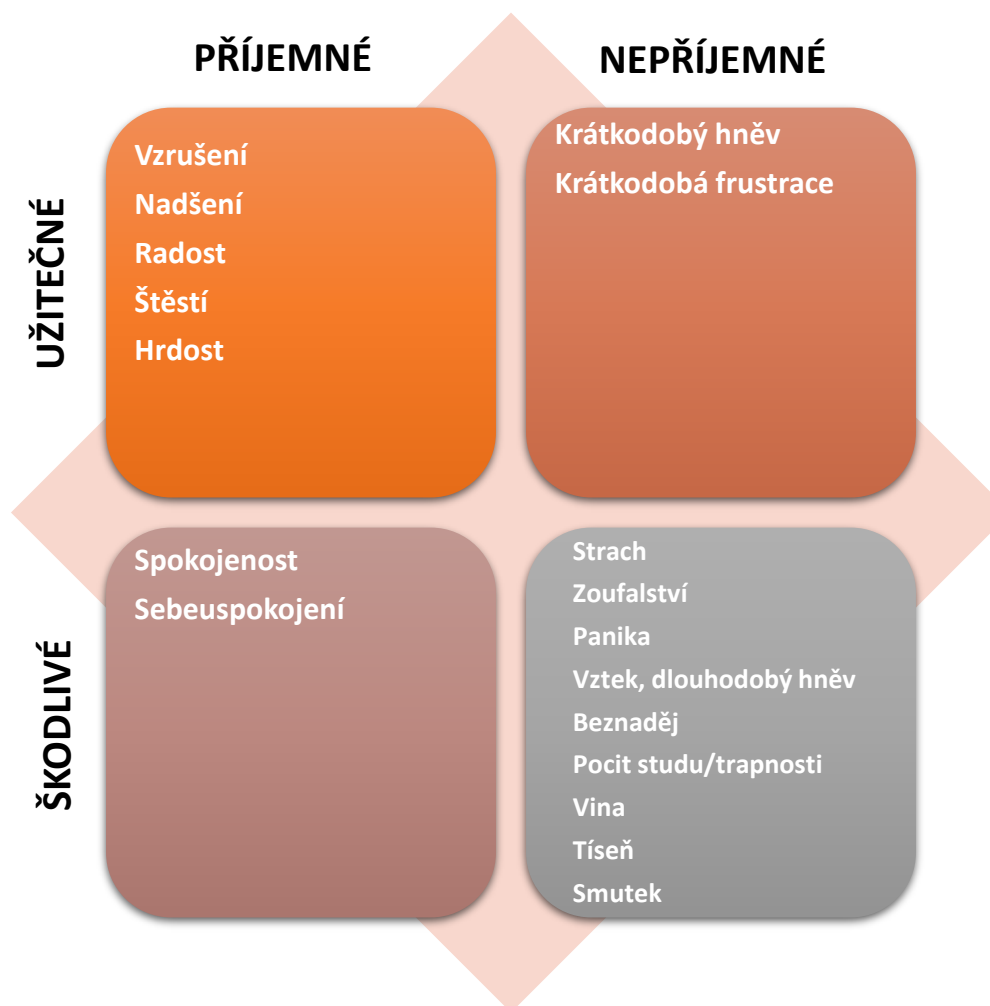 PŘÍJEMNÉ
NEPŘÍJEMNÉ
UŽITEČNÉ
Vzrušení
Nadšení
Radost
Štěstí
Hrdost
Krátkodobý hněv
Krátkodobá frustrace
ŠKODLIVÉ
Spokojenost
Sebeuspokojení
Strach
Zoufalství
Panika
Vztek, dlouhodobý hněv
Beznaděj
Pocit studu/trapnosti
Vina
Tíseň
Smutek